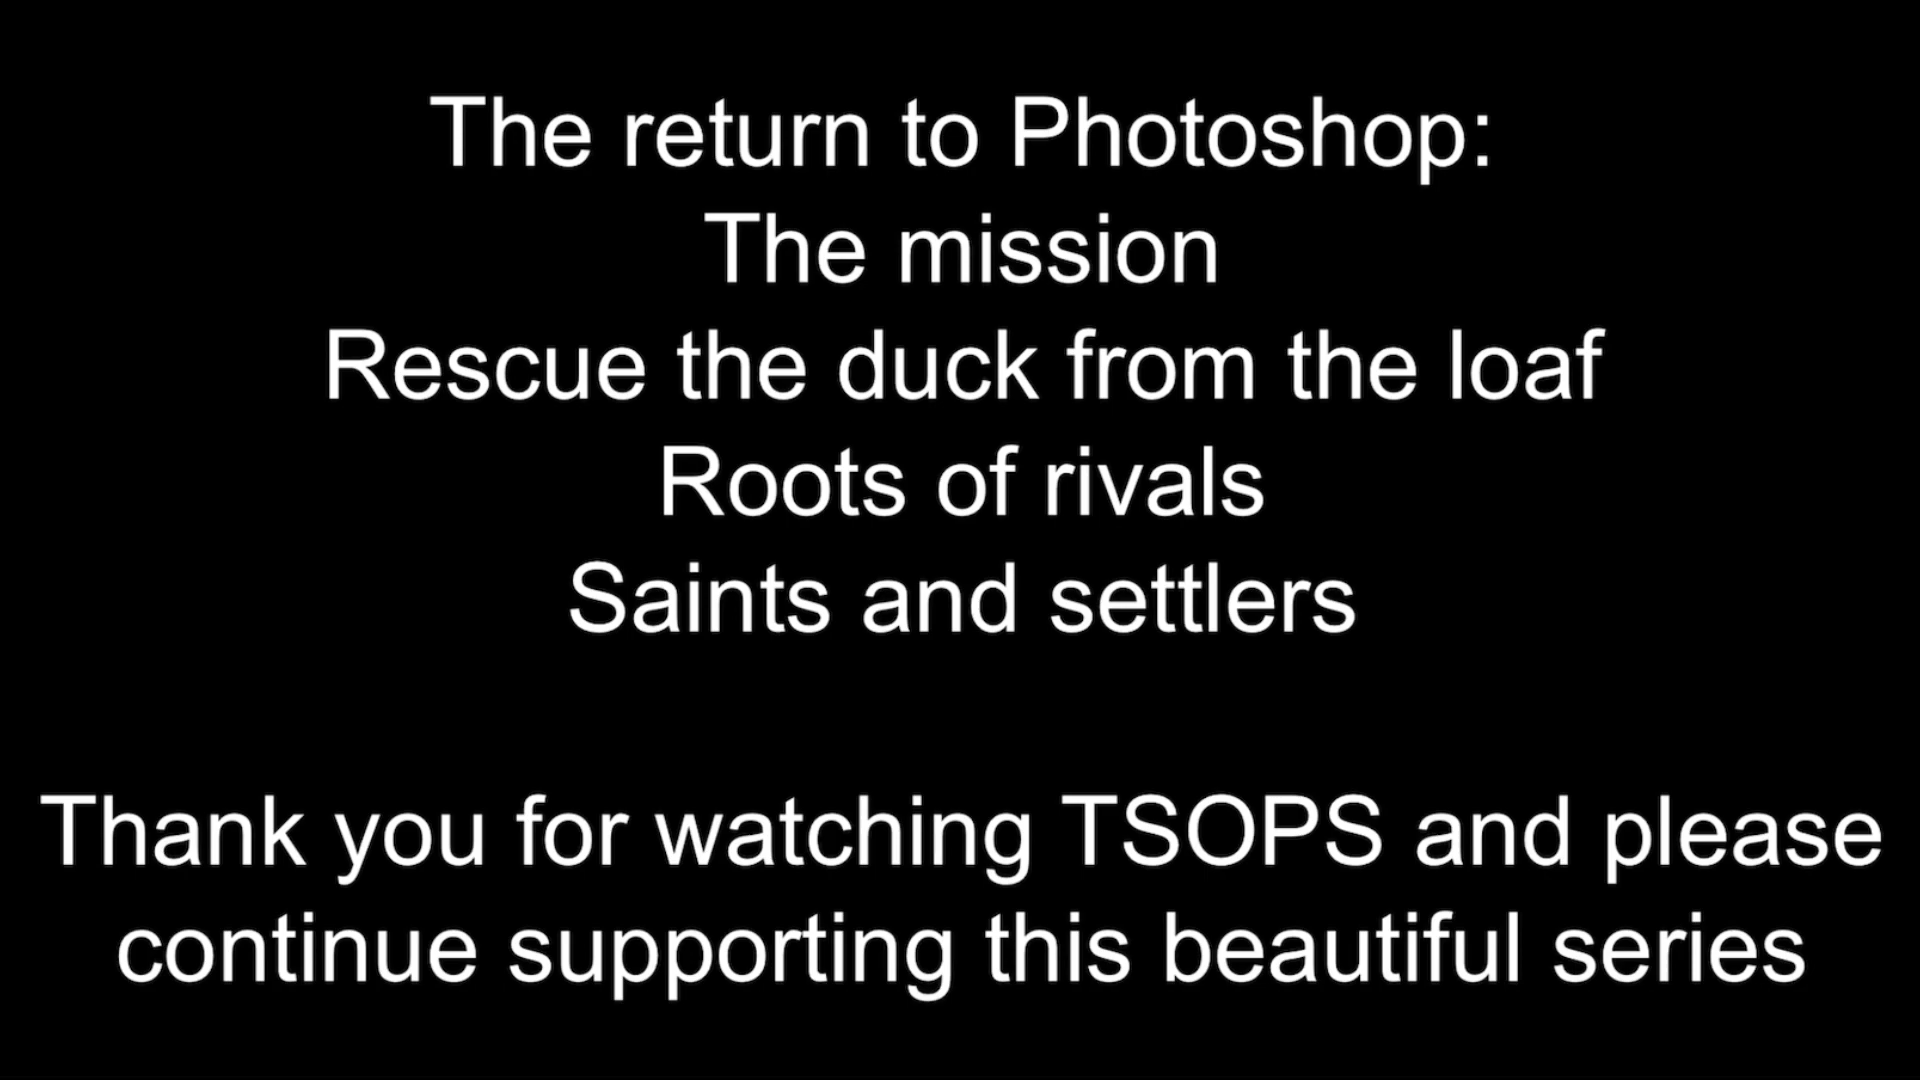 The return to Photoshop:
The mission
Rescue the duck from the loaf
Roots of rivals
Saints and settlers
Thank you for watching TSOPS and please
continue supporting this beautiful series